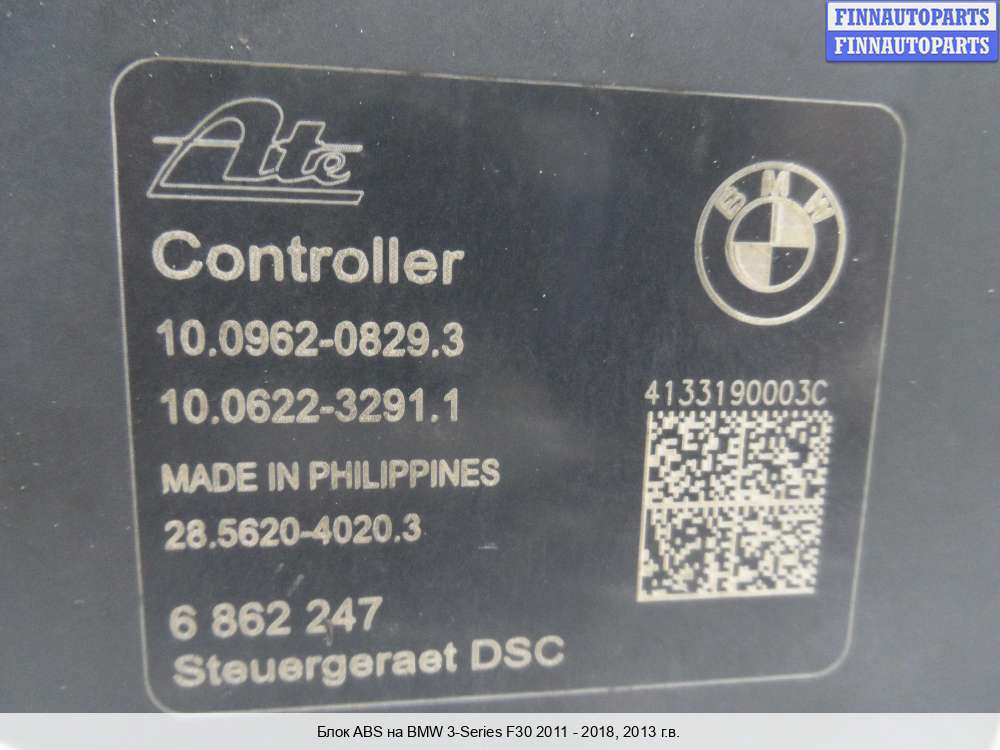 FINNAUTOPARTS
FINNAUTOPARTS
Ate
BMW
Controller
10.0962-0829.3
10.0622-3291.1
4133190003C
MADE IN PHILIPPINES
28.5620-4020.3
6 862 247
Steuergeraet DSC
Блок ABS на BMW 3-Series F30 2011 - 2018, 2013 г.в.